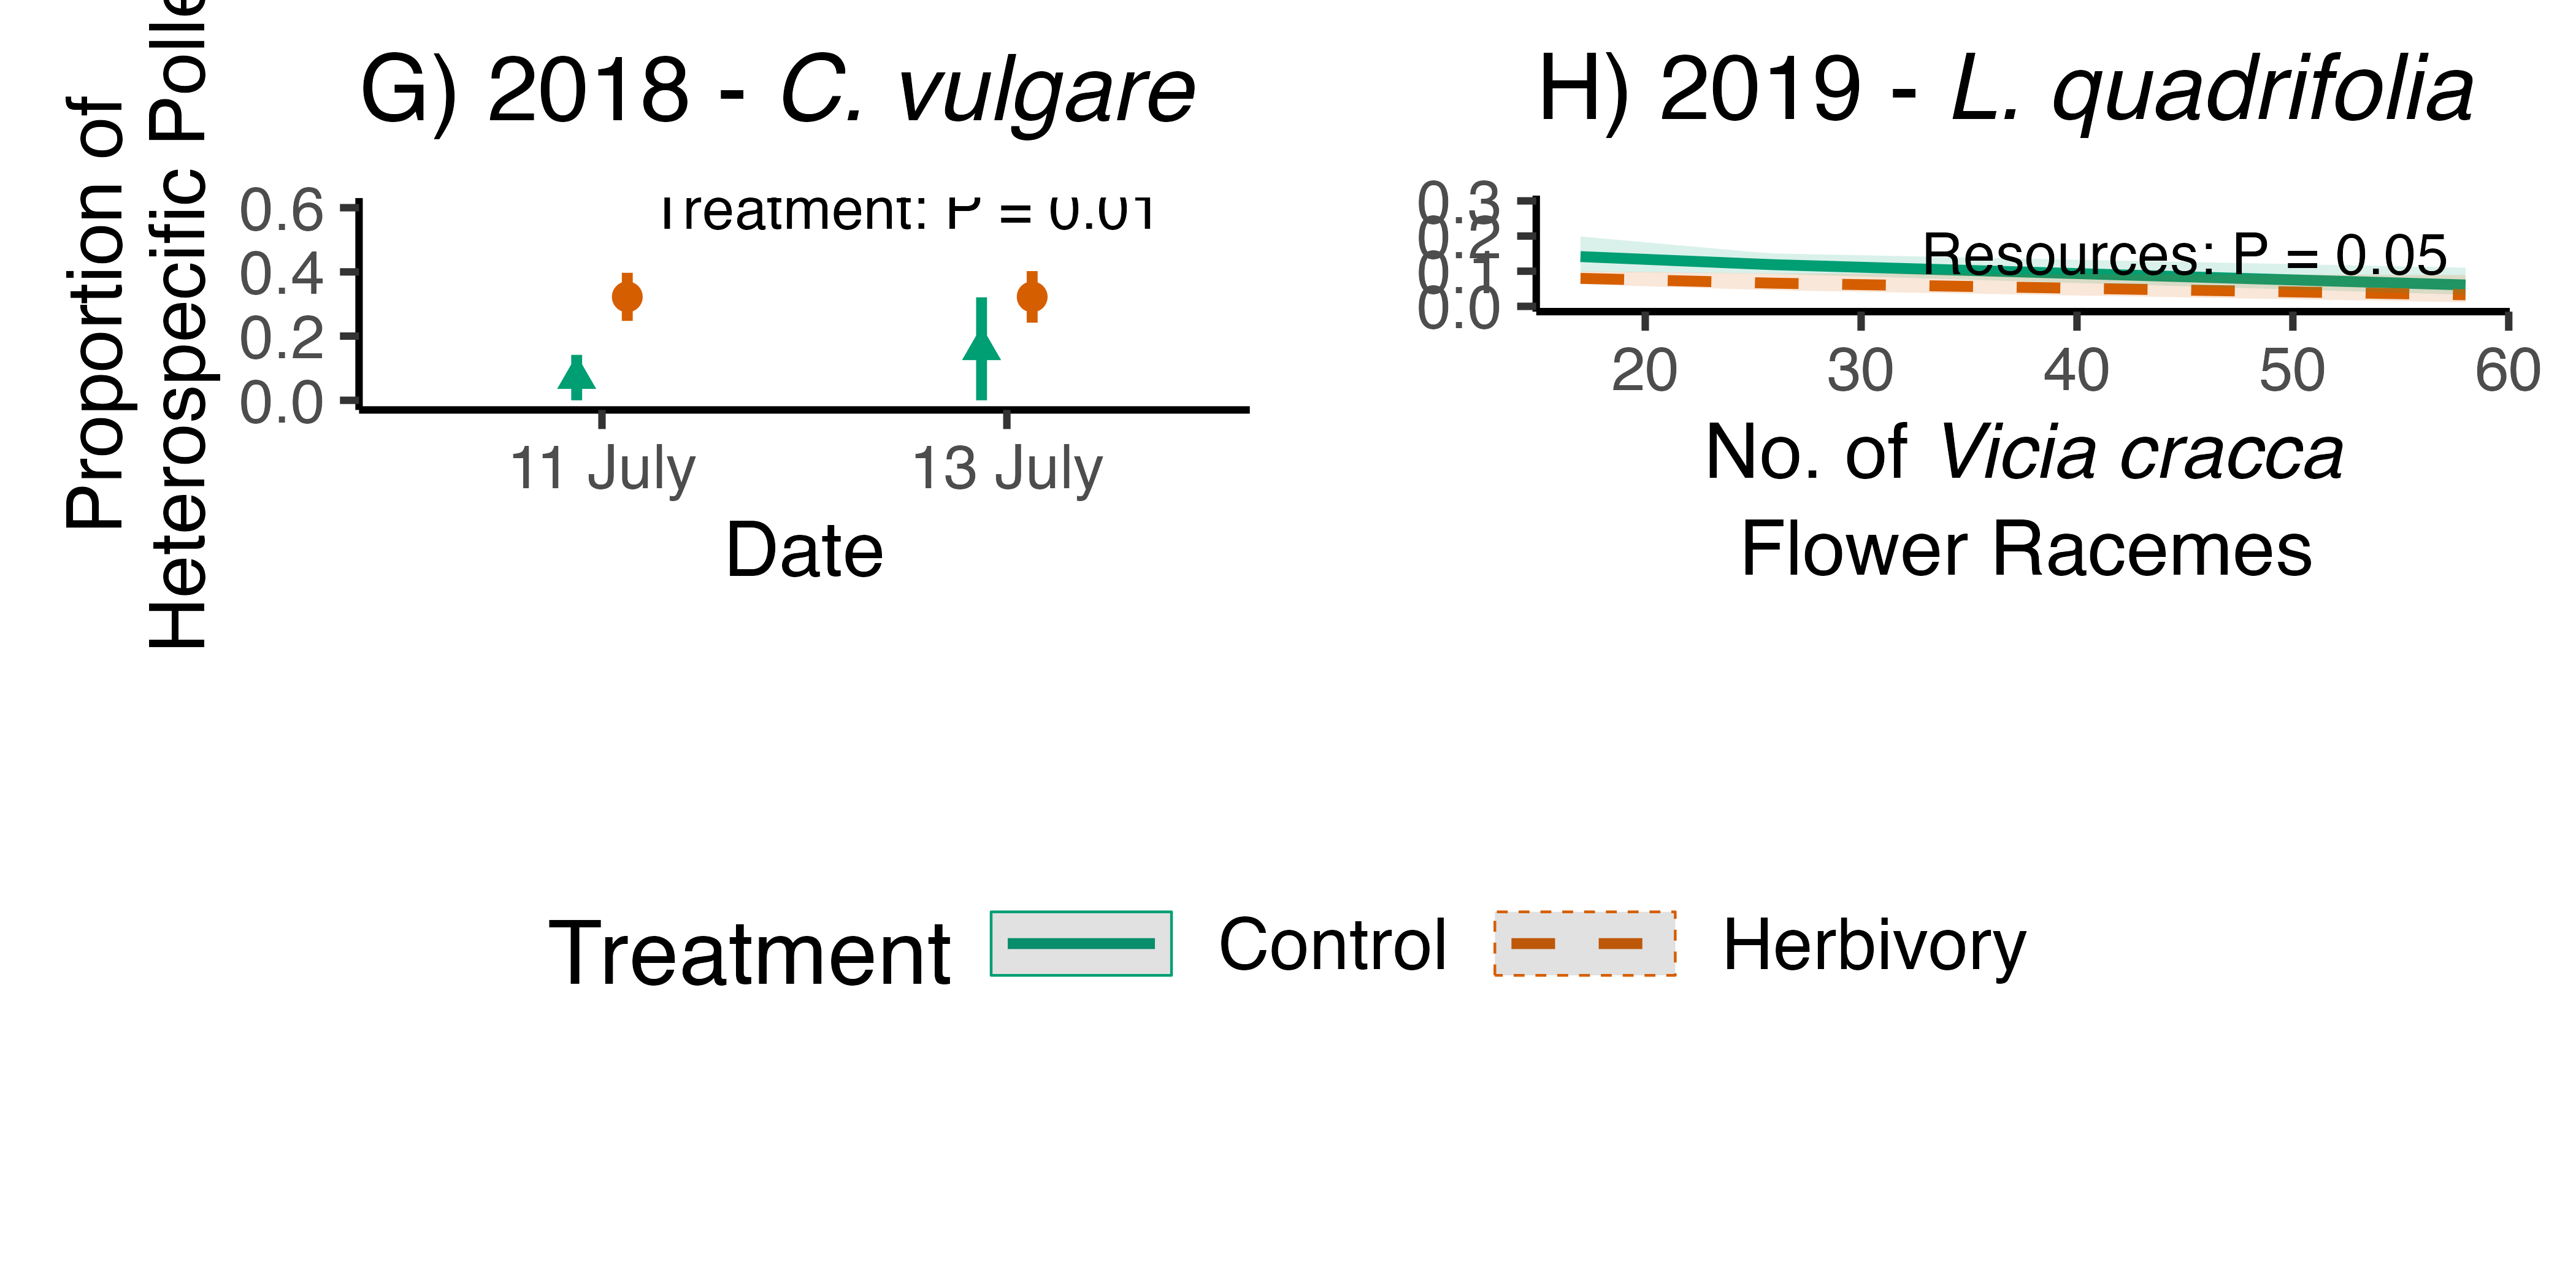 G) 2018 - C. vulgare
H) 2019 - L. quadrifolia
Proportion of
Heterospecific Polle
0.6
0.4
0.2
0.0
Treatment: P = 0.01
11 July
13 July
Date
0.3
0.2
0.1
0.0
Resources: P = 0.05
20
30
40
50
60
No. of Vicia cracca
Flower Racemes
Treatment
Control
Herbivory